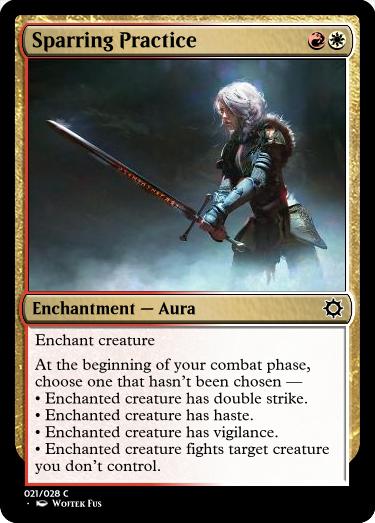 Sparring Practice
Enchantment — Aura
Enchant creature
At the beginning of your combat phase,
choose one that hasn't been chosen —
• Enchanted creature has double strike.
• Enchanted creature has haste.
• Enchanted creature has vigilance.
• Enchanted creature fights target creature
you don't control.
021/028 C
• Wojtek Fus